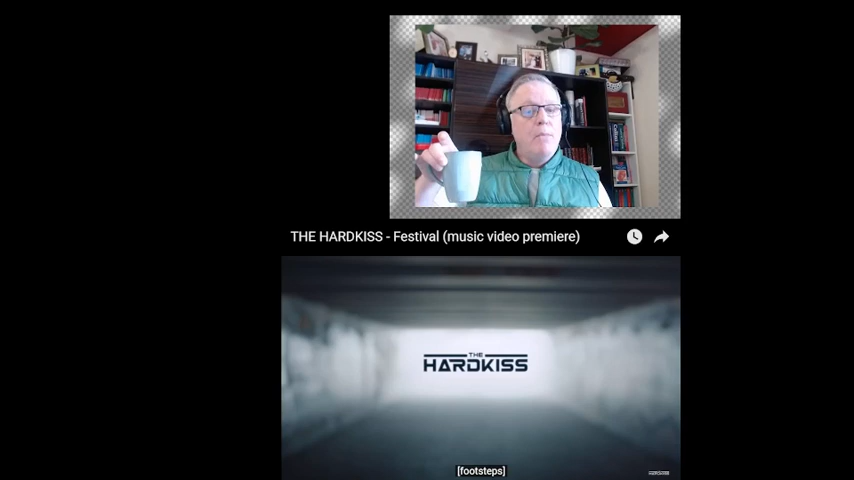 THE HARDKISS - Festival (music video premiere)
THE
HARDKISS
[footsteps]